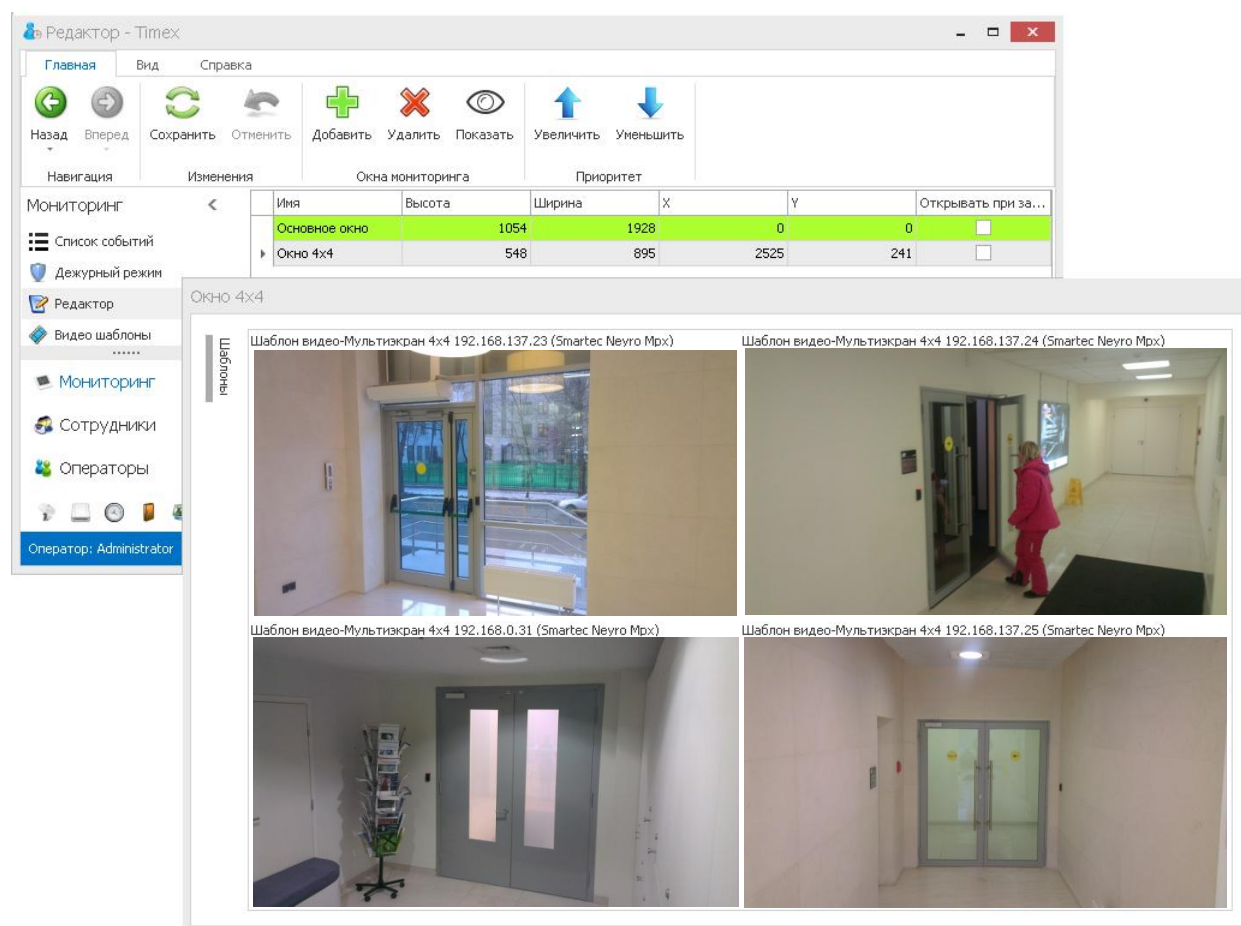 Редактор - Timex
Главная Вид Справка
Назад Вперед Сохранить Отменить Добавить Удалить Показать Увеличить Уменьшить
Навигация Изменения Окна мониторинга Приоритет
Мониторинг
Имя Высота Ширина X Y Открывать при за...
Основное окно 1054 1928 0 0
Окно 4x4 548 895 2525 241
Список событий
Дежурный режим
Редактор
Видео шаблоны
Мониторинг
Сотрудники
Операторы
Оператор: Administrator
Окно 4x4
Шаблоны
Шаблон видео-Мультиэкран 4x4 192.168.137.23 (Smartec Neyro Mpx)
Шаблон видео-Мультиэкран 4x4 192.168.137.24 (Smartec Neyro Mpx)
Шаблон видео-Мультиэкран 4x4 192.168.0.31 (Smartec Neyro Mpx)
Шаблон видео-Мультиэкран 4x4 192.168.137.25 (Smartec Neyro Mpx)